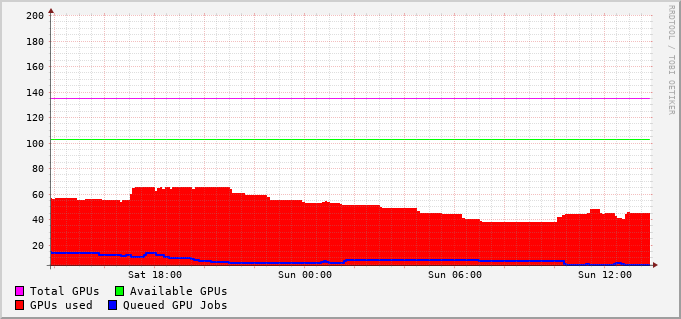 200
180
160
140
120
100
80
60
40
20
Sat 18:00 Sun 00:00 Sun 06:00 Sun 12:00
Total GPUs Available GPUs
GPUs used Queued GPU Jobs
RRDTOOL / TOBI OETIKER